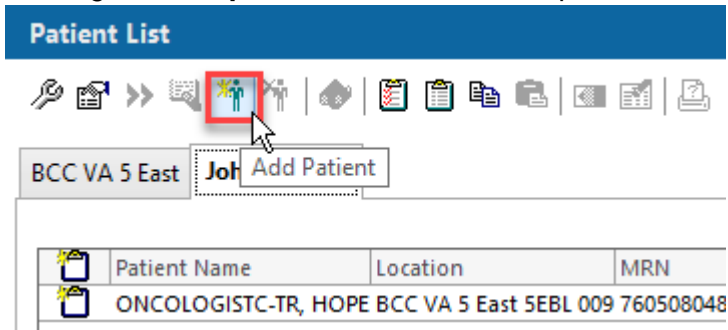 Patient List
BCC VA 5 East Joh Add Patient
Patient Name Location MRN
ONCOLOGISTC-TR, HOPE BCC VA 5 East 5EBL 009 760508048